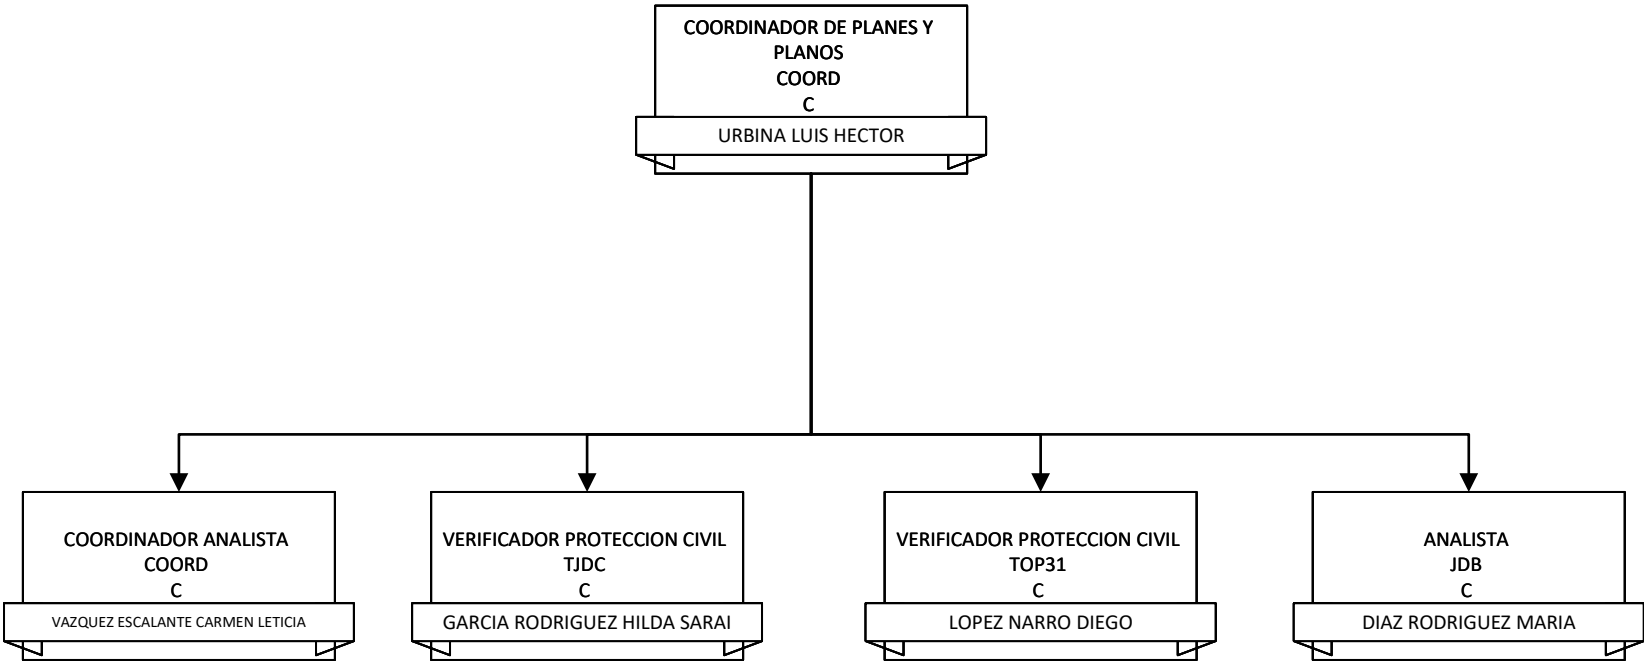 COORDINADOR DE PLANES Y
PLANOS
COORD
C
URBINA LUIS HECTOR
COORDINADOR ANALISTA
COORD
C
VAZQUEZ ESCALANTE CARMEN LETICIA
VERIFICADOR PROTECCION CIVIL
TJDC
C
GARCIA RODRIGUEZ HILDA SARAI
VERIFICADOR PROTECCION CIVIL
TOP31
C
LOPEZ NARRO DIEGO
ANALISTA
JDB
C
DIAZ RODRIGUEZ MARIA